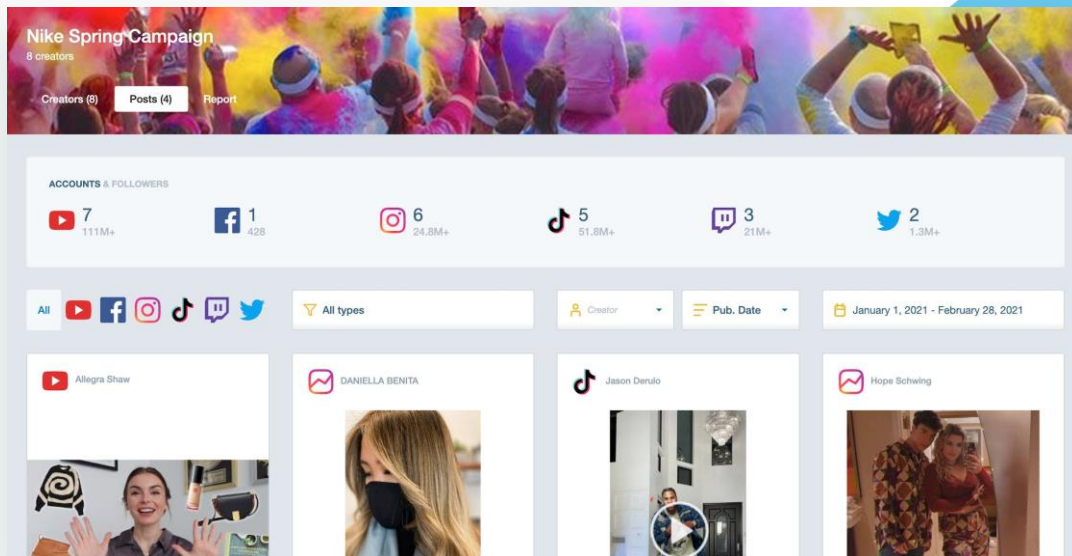 Nike Spring Campaign
8 creators
Creators (8) Posts (4) Report
ACCOUNTS & FOLLOWERS
7 1 6 5 3 2
111M+ 428 24.8M+ 51.8M+ 21M+ 1.3M+
All All types Creator Pub. Date January 1, 2021 - February 28, 2021
Allegra Shaw DANIELLA BENITA Jason Derulo Hope Schwing